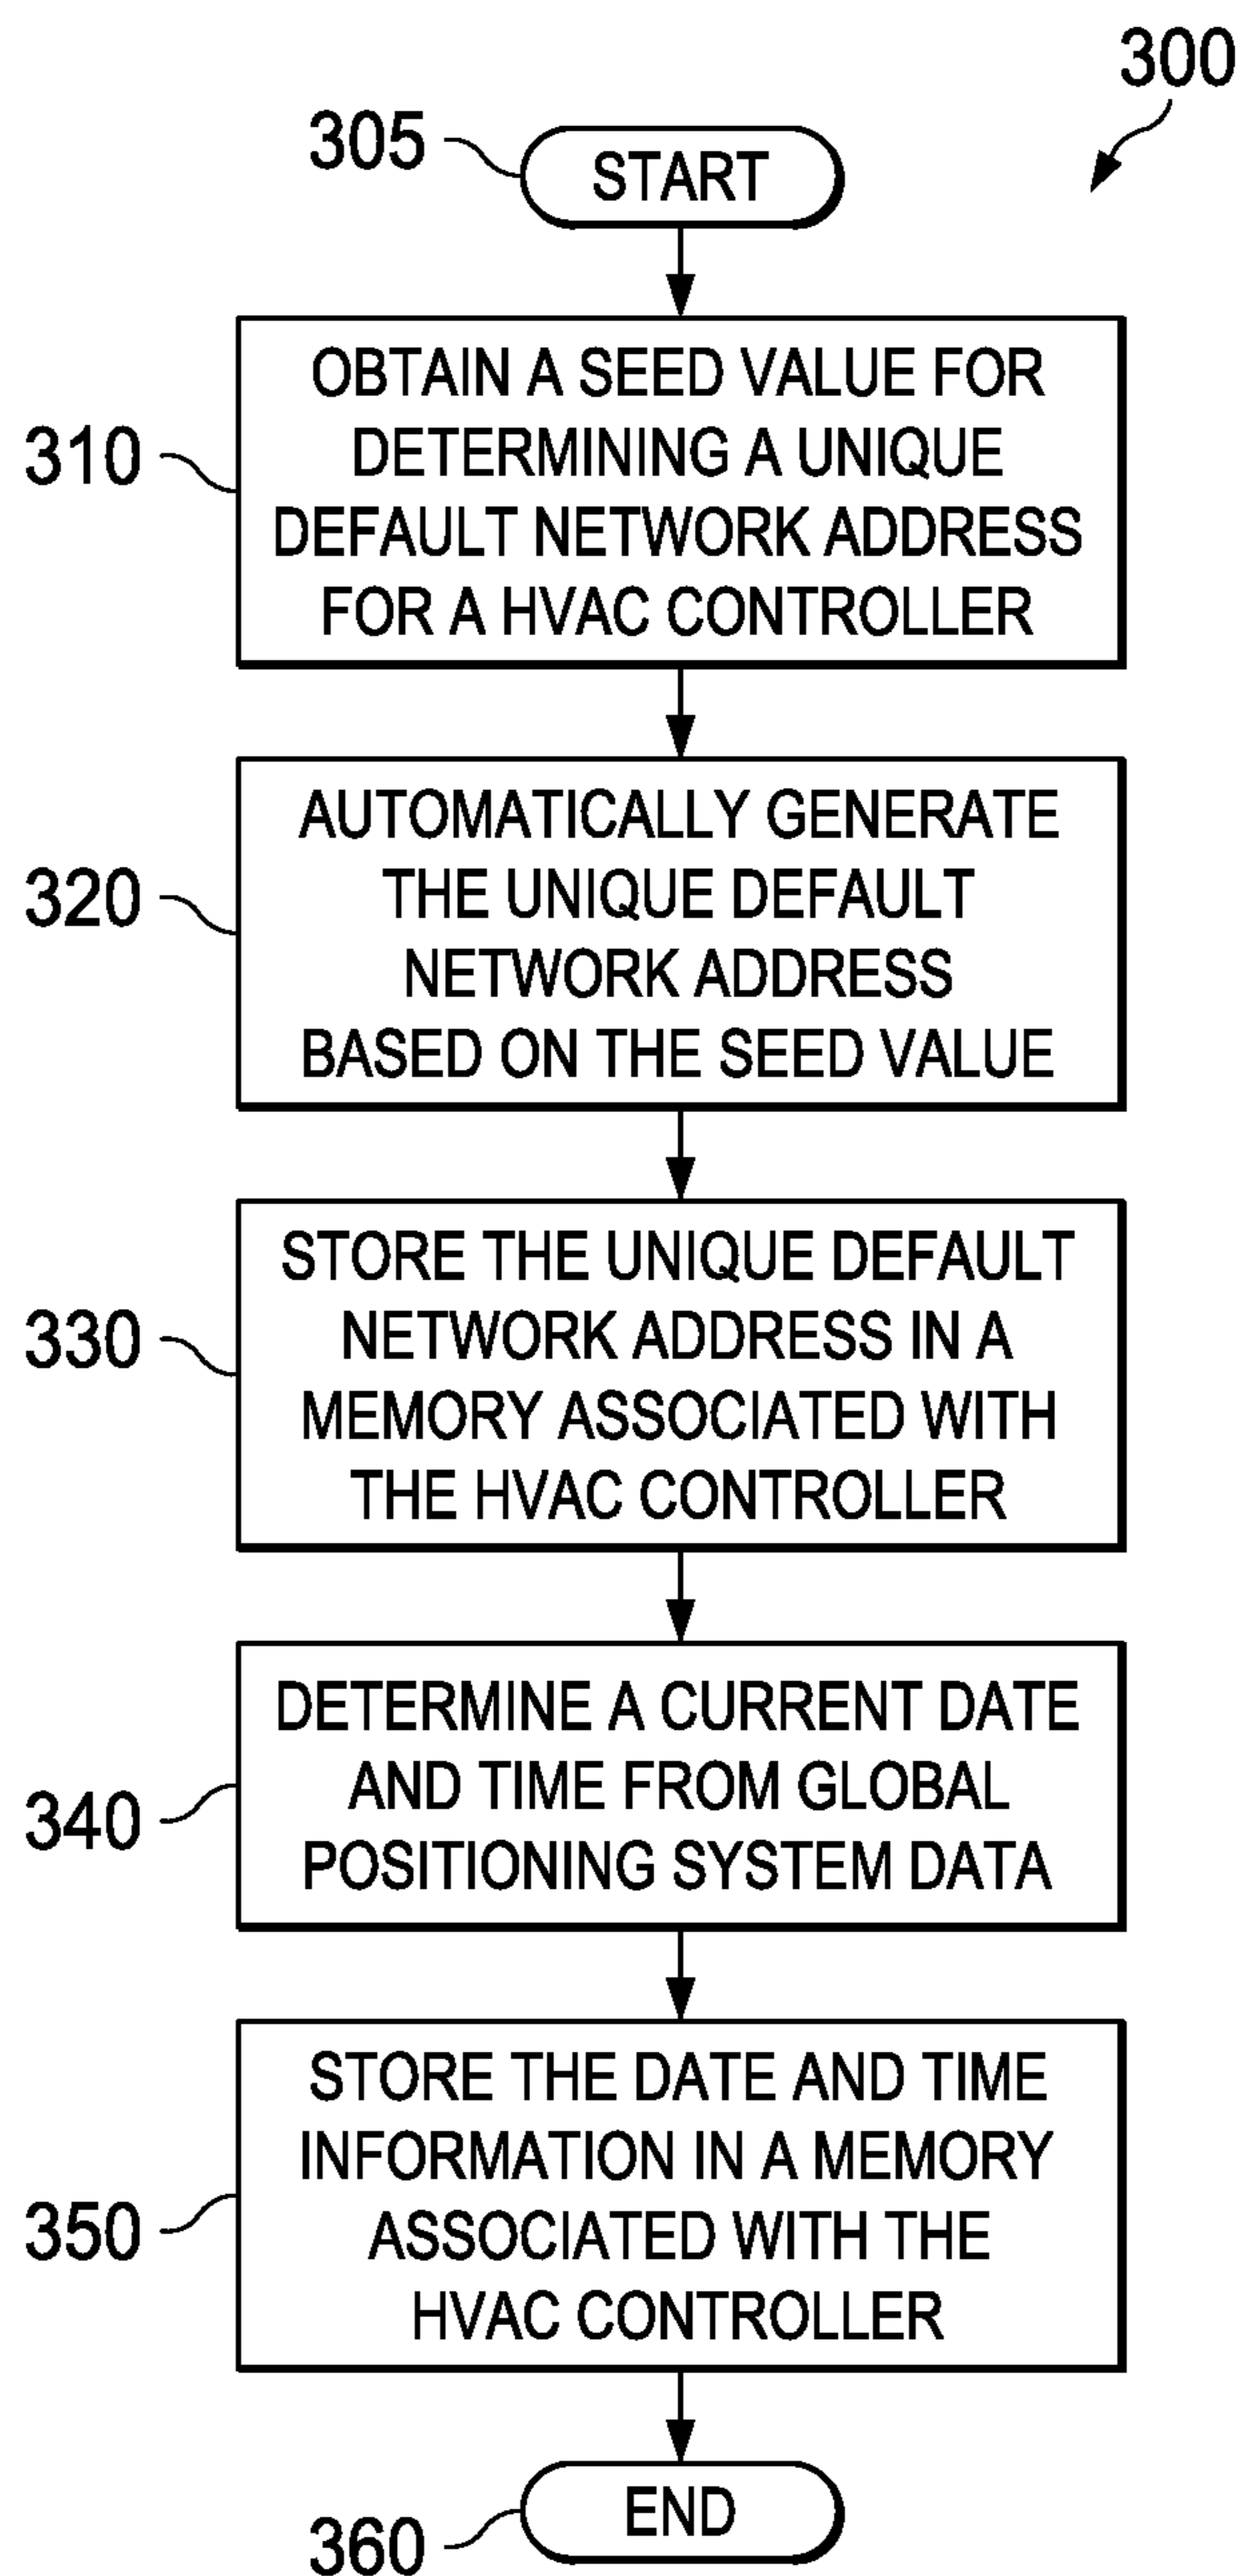 300
305
START
310
OBTAIN A SEED VALUE FOR
DETERMINING A UNIQUE
DEFAULT NETWORK ADDRESS
FOR A HVAC CONTROLLER
320
AUTOMATICALLY GENERATE
THE UNIQUE DEFAULT
NETWORK ADDRESS
BASED ON THE SEED VALUE
330
STORE THE UNIQUE DEFAULT
NETWORK ADDRESS IN A
MEMORY ASSOCIATED WITH
THE HVAC CONTROLLER
340
DETERMINE A CURRENT DATE
AND TIME FROM GLOBAL
POSITIONING SYSTEM DATA
350
STORE THE DATE AND TIME
INFORMATION IN A MEMORY
ASSOCIATED WITH THE
HVAC CONTROLLER
360
END